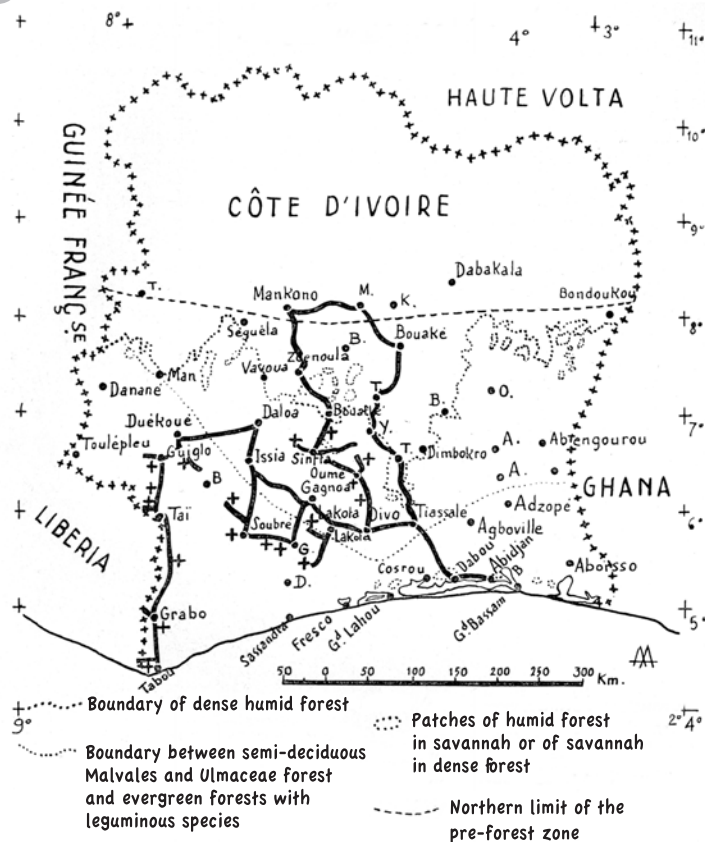 8°
4°
3°
11°
HAUTE VOLTA
10°
GUINÉE FRANÇSE
CÔTE D'IVOIRE
9°
Dabakala
T.
Mankono
M.
K.
Bondoukou
Séguéla
8°
B.
Bouaké
Zuenoula
Man
Vavoua
Danané
T.
O.
Bouaflé
B.
Duékoué
Daloa
Y.
7°
Toulépleu
Guiglo
Issia
Sinfra
T.
Dimbokro
A.
Abengourou
Oume
B
Gagnoa
A.
GHANA
LIBERIA
Taï
Lakota
Divo
Tiassale
Adzopé
6°
Soubré
G.
Lakota
Agboville
D.
Cosrou
Dabou
Abidjan
B
Aboisso
Grabo
Sassandra
Fresco
Gd Lahou
Gd Bassam
5°
Tabou
50 0 50 100 150 200 250 300 Km.
9°
2° 4°
Boundary of dense humid forest
Boundary between semi-deciduous
Malvales and Ulmaceae forest
and evergreen forests with
leguminous species
Patches of humid forest
in savannah or of savannah
in dense forest
Northern limit of the
pre-forest zone